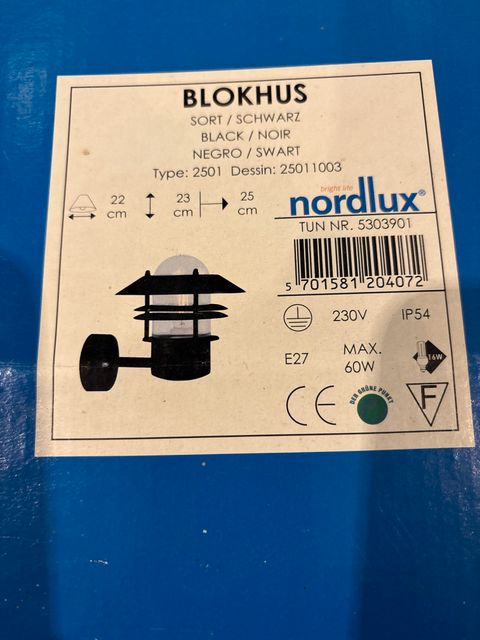 BLOKHUS
SORT / SCHWARZ
BLACK / NOIR
NEGRO / SWART
Type: 2501 Dessin: 25011003
22 cm
23 cm
25 cm
bright life
nordlux®
TUN NR. 5303901
5 701581 204072
230V IP54
E27 MAX. 60W
16W
CE
DER GRÜNE PUNKT
F